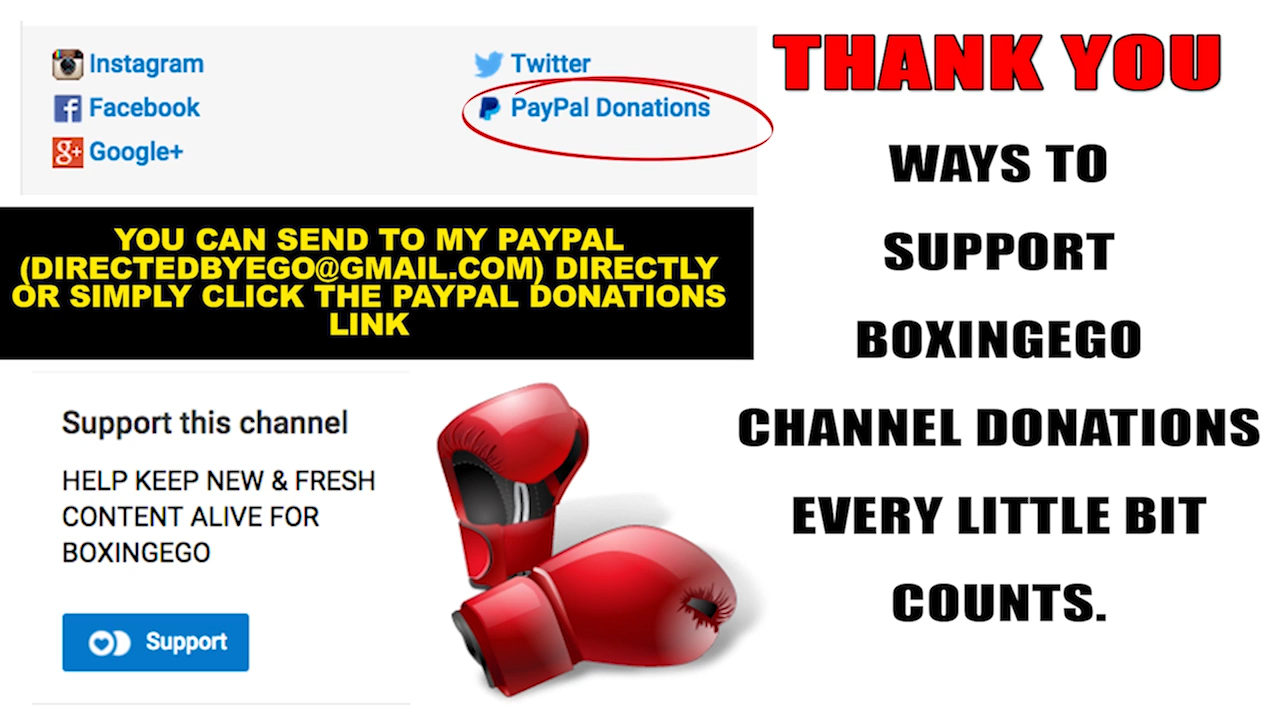 Instagram
Twitter
Facebook
PayPal Donations
Google+
YOU CAN SEND TO MY PAYPAL
(DIRECTEDBYEGO@GMAIL.COM) DIRECTLY
OR SIMPLY CLICK THE PAYPAL DONATIONS
LINK
Support this channel
HELP KEEP NEW & FRESH
CONTENT ALIVE FOR
BOXINGEGO
Support
THANK YOU
WAYS TO
SUPPORT
BOXINGEGO
CHANNEL DONATIONS
EVERY LITTLE BIT
COUNTS.